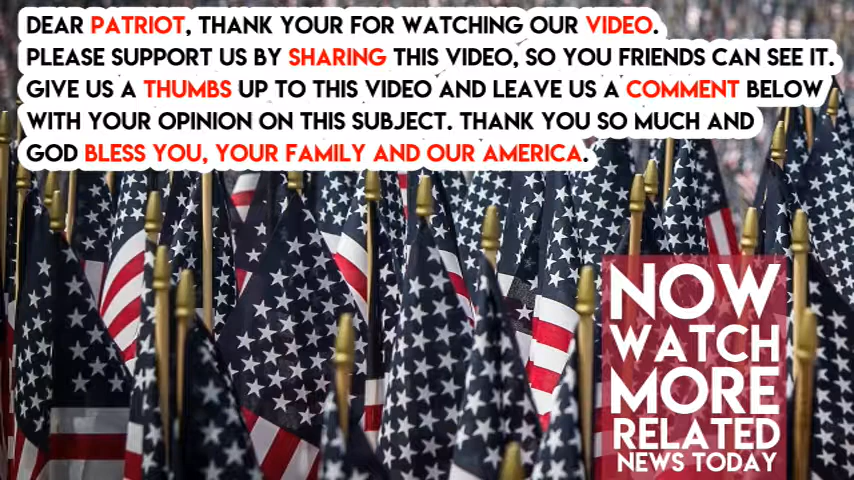 DEAR PATRIOT, THANK YOUR FOR WATCHING OUR VIDEO.
PLEASE SUPPORT US BY SHARING THIS VIDEO, SO YOU FRIENDS CAN SEE IT.
GIVE US A THUMBS UP TO THIS VIDEO AND LEAVE US A COMMENT BELOW
WITH YOUR OPINION ON THIS SUBJECT. THANK YOU SO MUCH AND
GOD BLESS YOU, YOUR FAMILY AND OUR AMERICA.
NOW
WATCH
MORE
RELATED
NEWS TODAY